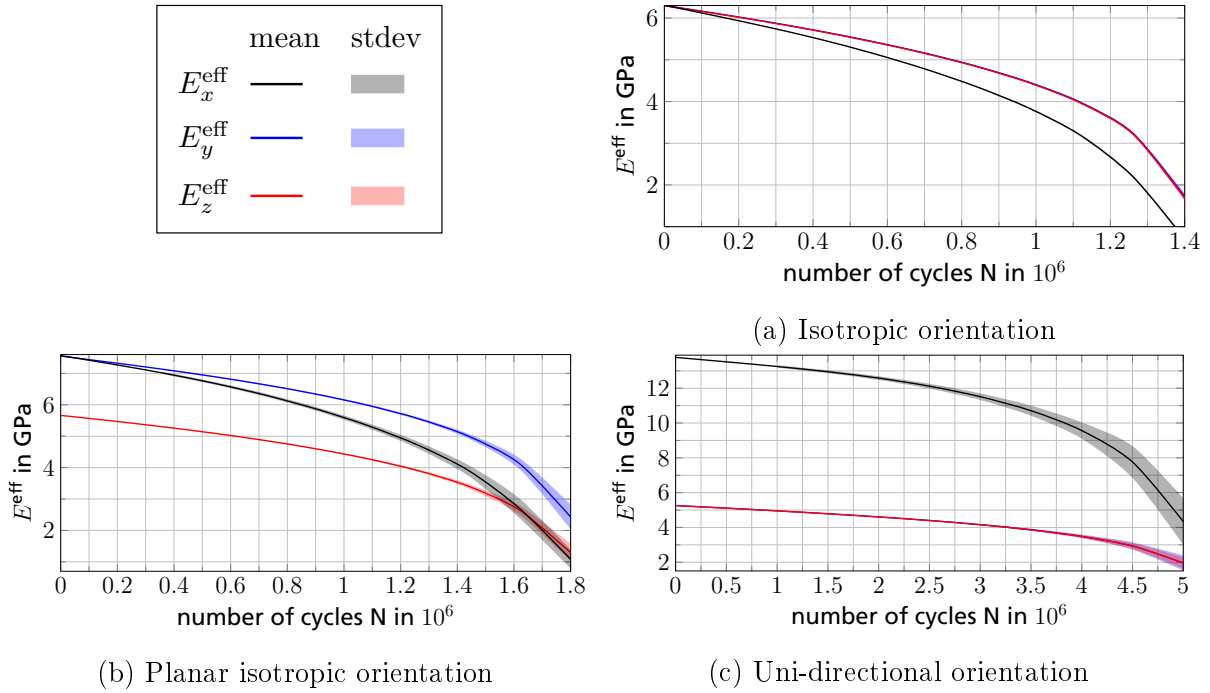 mean stdev
E_x^eff
E_y^eff
E_z^eff
6
4
2
E^eff in GPa
0 0.2 0.4 0.6 0.8 1 1.2 1.4
number of cycles N in 10^6
(a) Isotropic orientation
6
4
2
E^eff in GPa
0 0.2 0.4 0.6 0.8 1 1.2 1.4 1.6 1.8
number of cycles N in 10^6
(b) Planar isotropic orientation
12
10
8
6
4
2
E^eff in GPa
0 0.5 1 1.5 2 2.5 3 3.5 4 4.5 5
number of cycles N in 10^6
(c) Uni-directional orientation